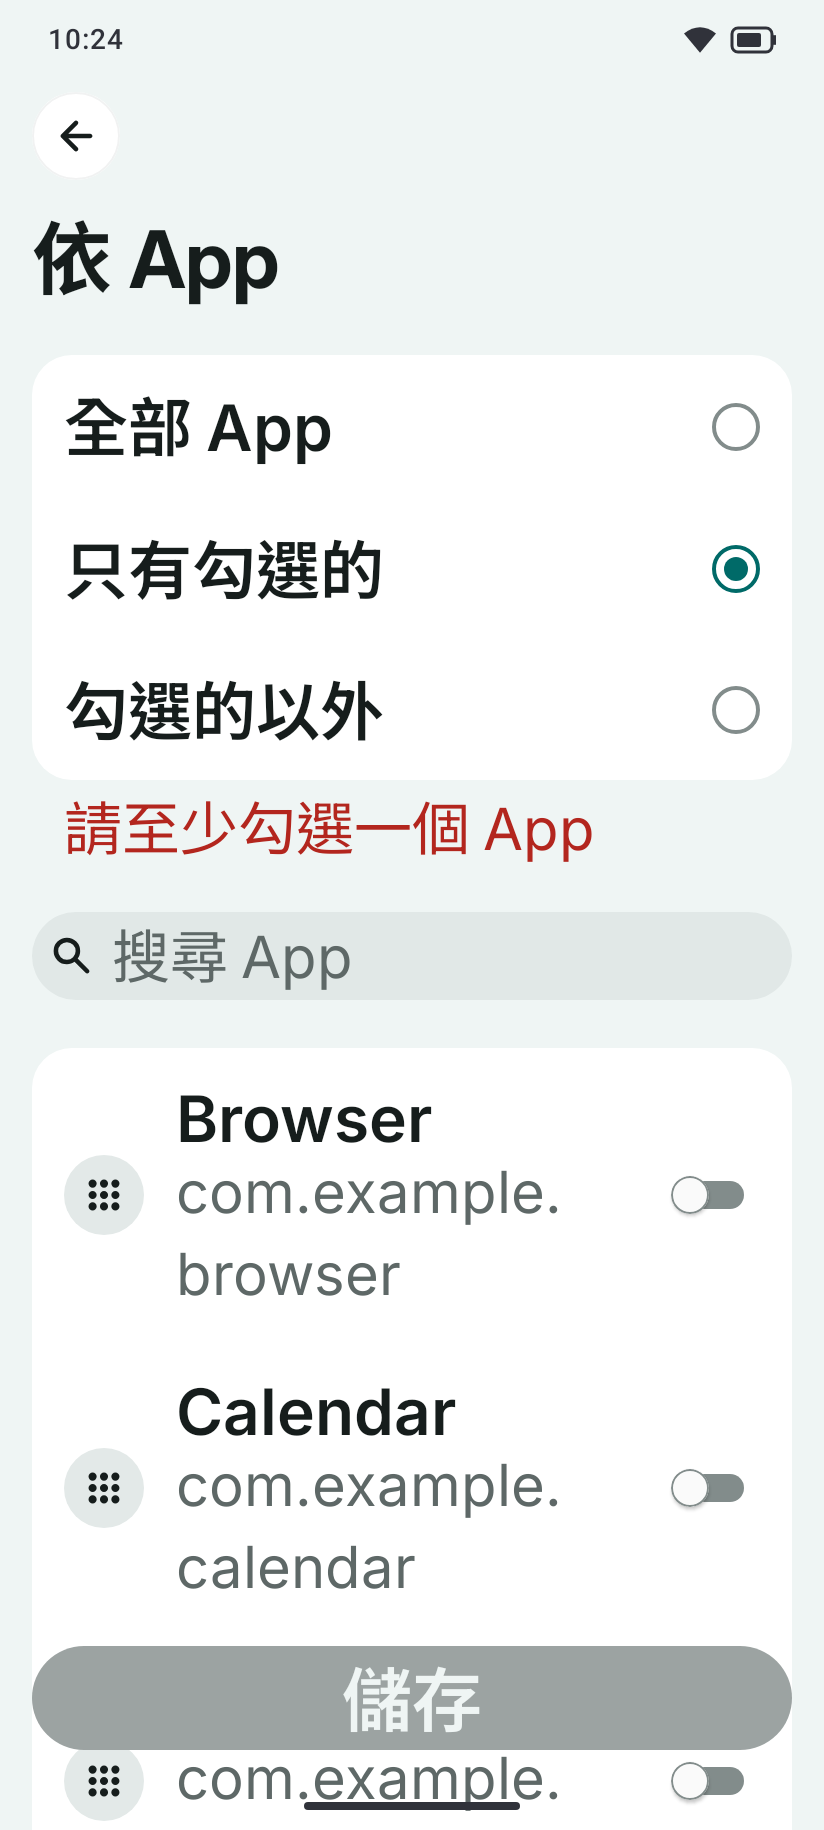 10:24
依 App
全部 App
只有勾選的
勾選的以外
請至少勾選一個 App
搜尋 App
Browser
com.example.
browser
Calendar
com.example.
calendar
儲存
com.example.